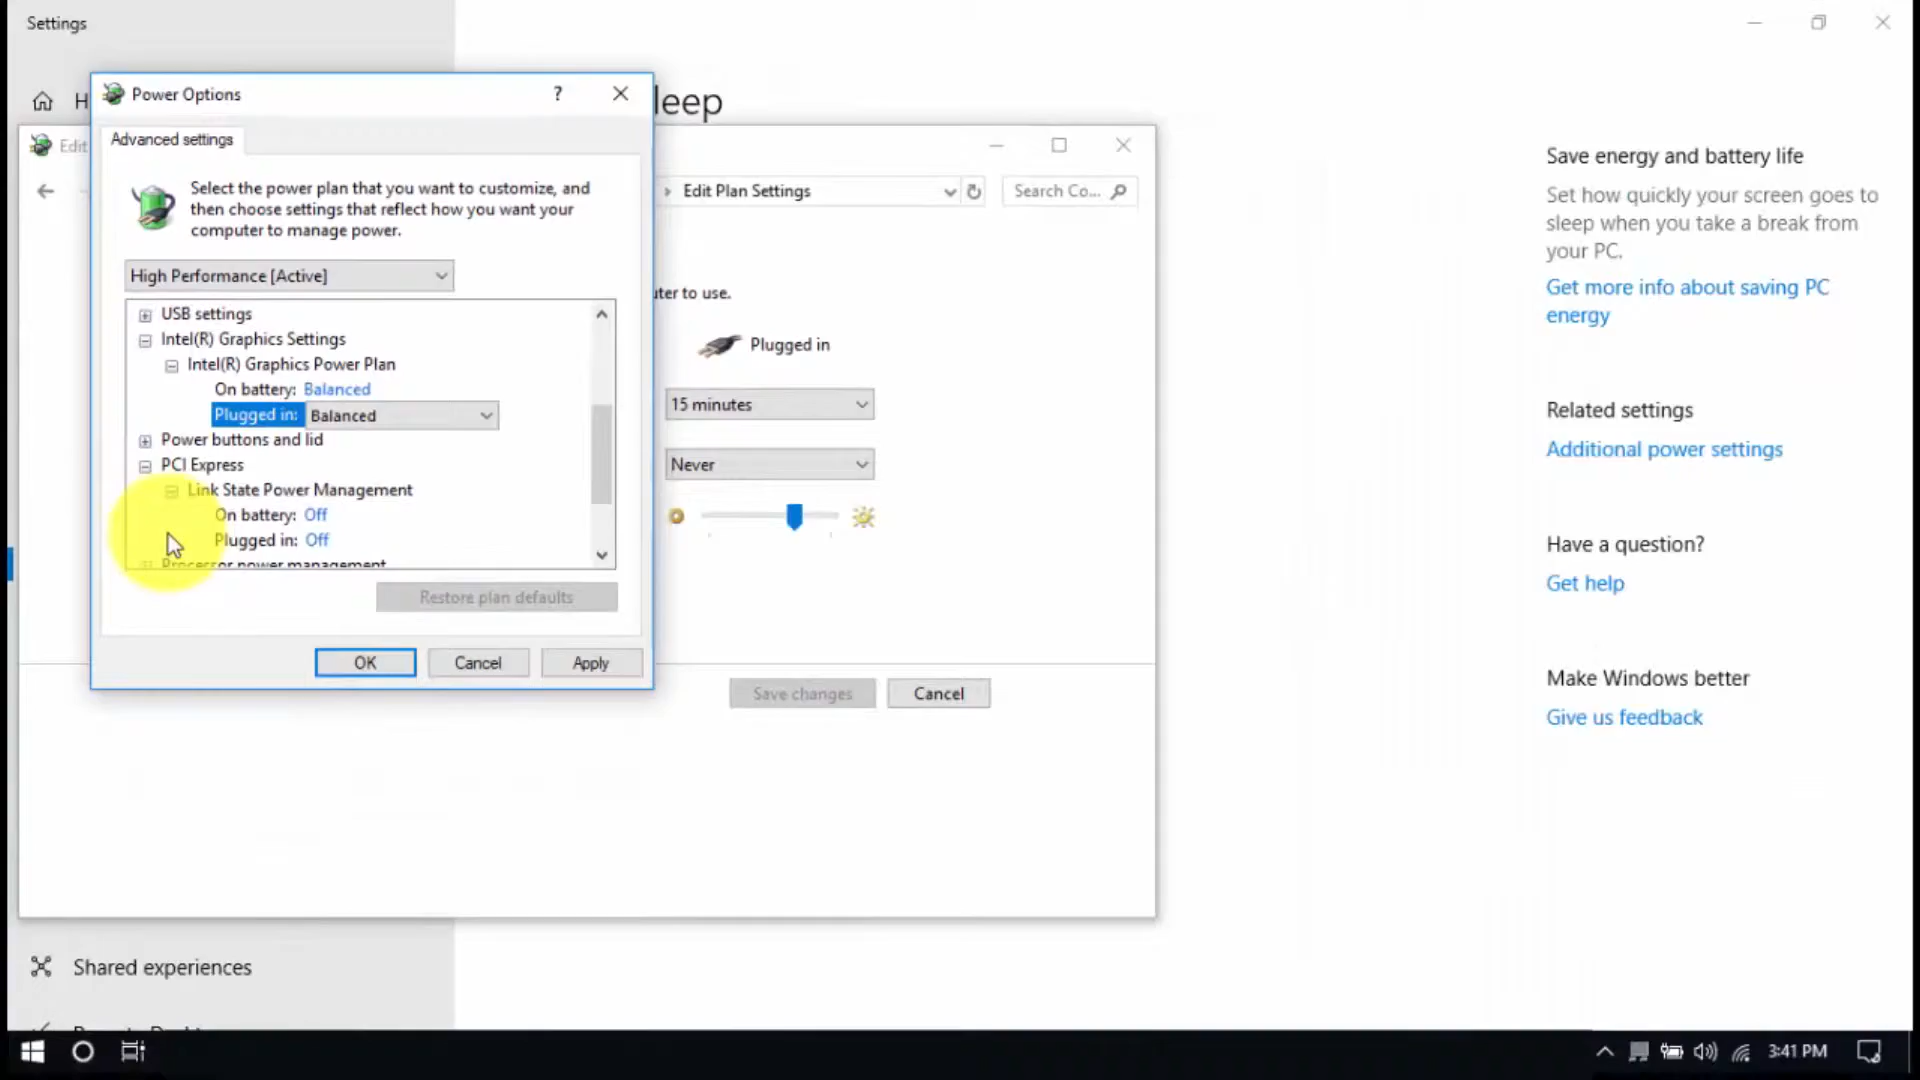 Settings
H
leep
Power Options
?
Advanced settings
Select the power plan that you want to customize, and
then choose settings that reflect how you want your
computer to manage power.
High Performance [Active]
USB settings
Intel(R) Graphics Settings
Intel(R) Graphics Power Plan
On battery: Balanced
Plugged in: Balanced
Power buttons and lid
PCI Express
Link State Power Management
On battery: Off
Plugged in: Off
Processor power management
Restore plan defaults
OK
Cancel
Apply
Edit
Edit Plan Settings
Search Co...
uter to use.
Plugged in
15 minutes
Never
Save changes
Cancel
Save energy and battery life
Set how quickly your screen goes to
sleep when you take a break from
your PC.
Get more info about saving PC
energy
Related settings
Additional power settings
Have a question?
Get help
Make Windows better
Give us feedback
Shared experiences
3:41 PM